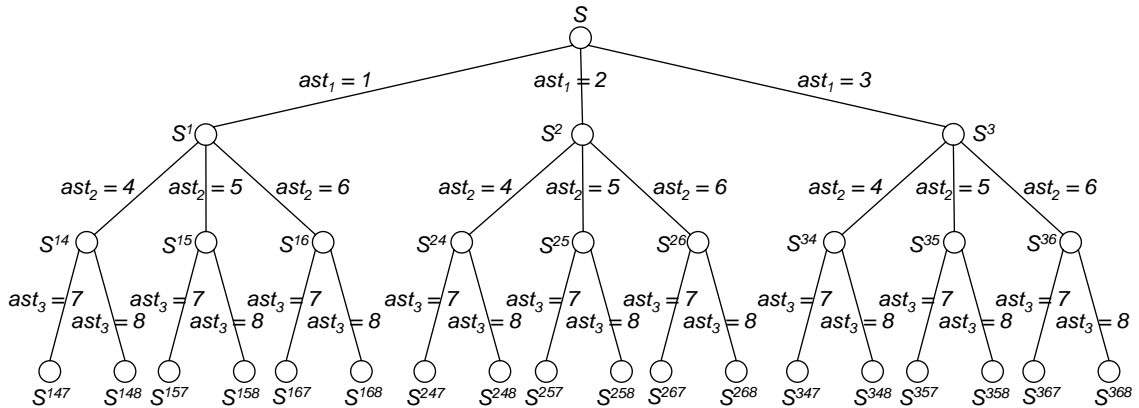 S
ast₁ = 1 ast₁ = 2 ast₁ = 3
S¹ S² S³
ast₂ = 4 ast₂ = 5 ast₂ = 6 ast₂ = 4 ast₂ = 5 ast₂ = 6 ast₂ = 4 ast₂ = 5 ast₂ = 6
S¹⁴ S¹⁵ S¹⁶ S²⁴ S²⁵ S²⁶ S³⁴ S³⁵ S³⁶
ast₃ = 7 ast₃ = 7 ast₃ = 7 ast₃ = 7 ast₃ = 7 ast₃ = 7 ast₃ = 7 ast₃ = 7 ast₃ = 7
ast₃ = 8 ast₃ = 8 ast₃ = 8 ast₃ = 8 ast₃ = 8 ast₃ = 8 ast₃ = 8 ast₃ = 8 ast₃ = 8
S¹⁴⁷ S¹⁴⁸ S¹⁵⁷ S¹⁵⁸ S¹⁶⁷ S¹⁶⁸ S²⁴⁷ S²⁴⁸ S²⁵⁷ S²⁵⁸ S²⁶⁷ S²⁶⁸ S³⁴⁷ S³⁴⁸ S³⁵⁷ S³⁵⁸ S³⁶⁷ S³⁶⁸